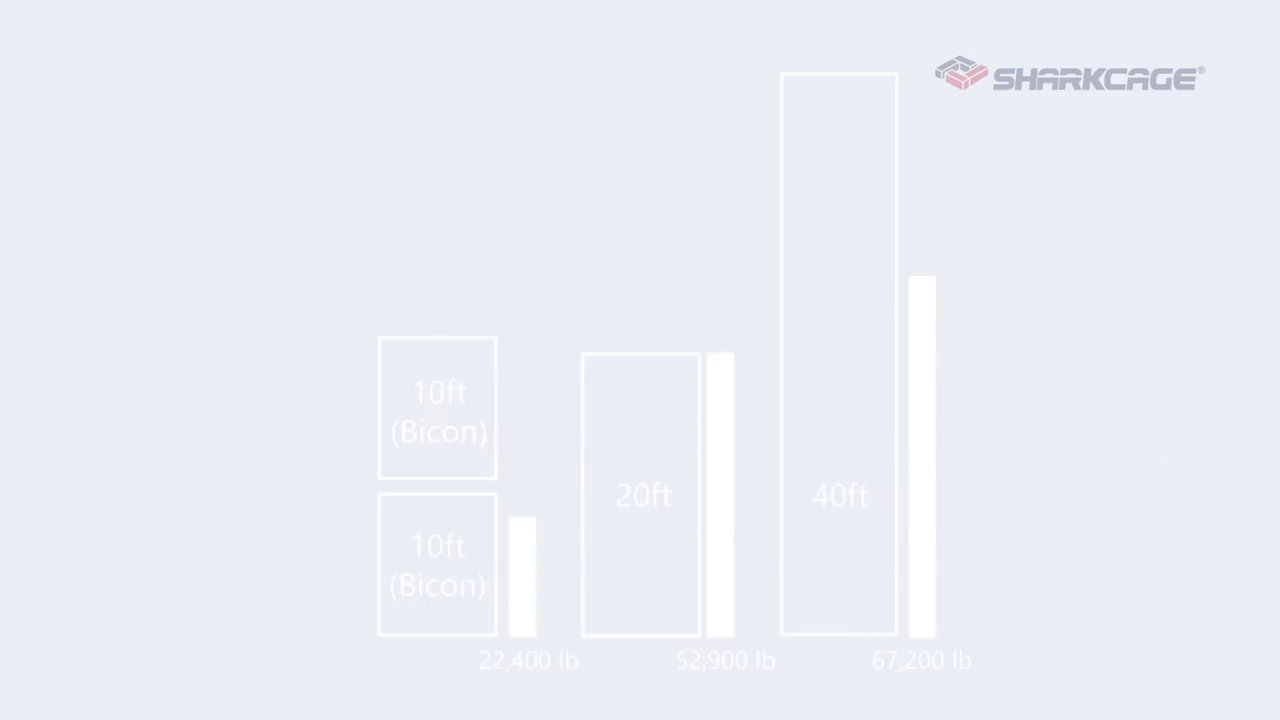 SHARKCAGE®
10ft
(Bicon)
10ft
(Bicon)
20ft
40ft
22,400 lb
52,900 lb
67,200 lb